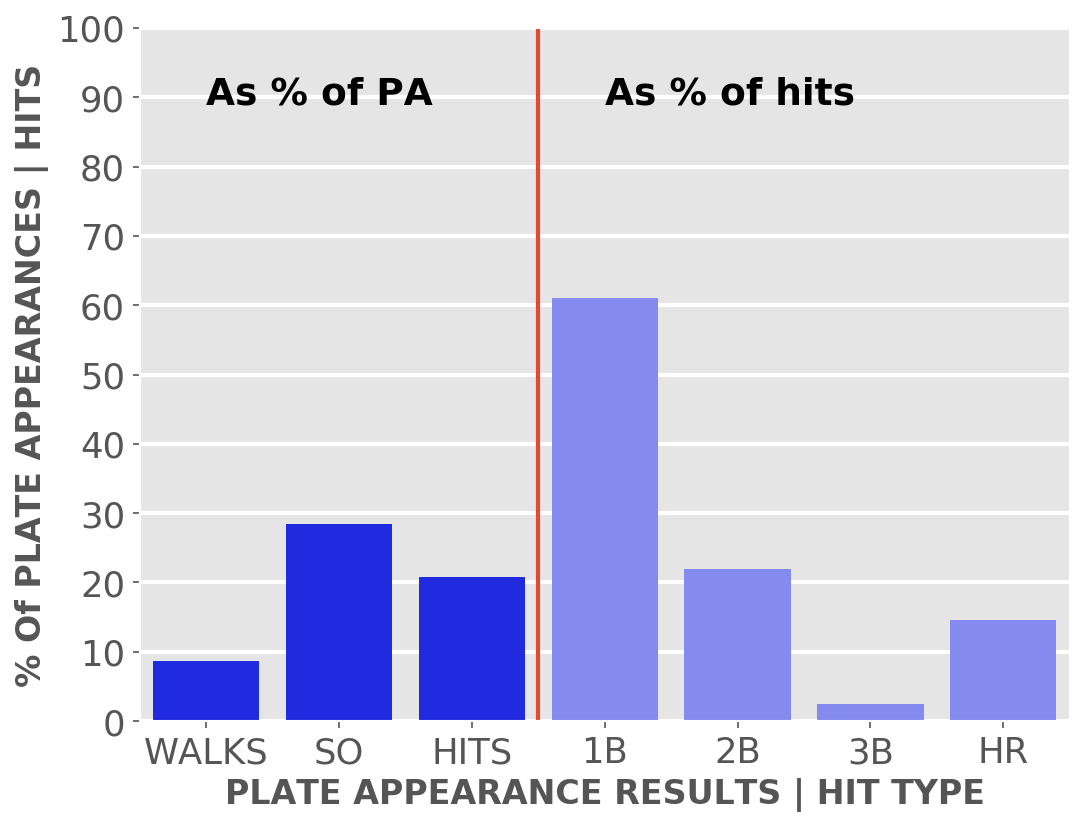 % Of PLATE APPEARANCES | HITS
100
90
80
70
60
50
40
30
20
10
0
As % of PA
As % of hits
WALKS SO HITS 1B 2B 3B HR
PLATE APPEARANCE RESULTS | HIT TYPE